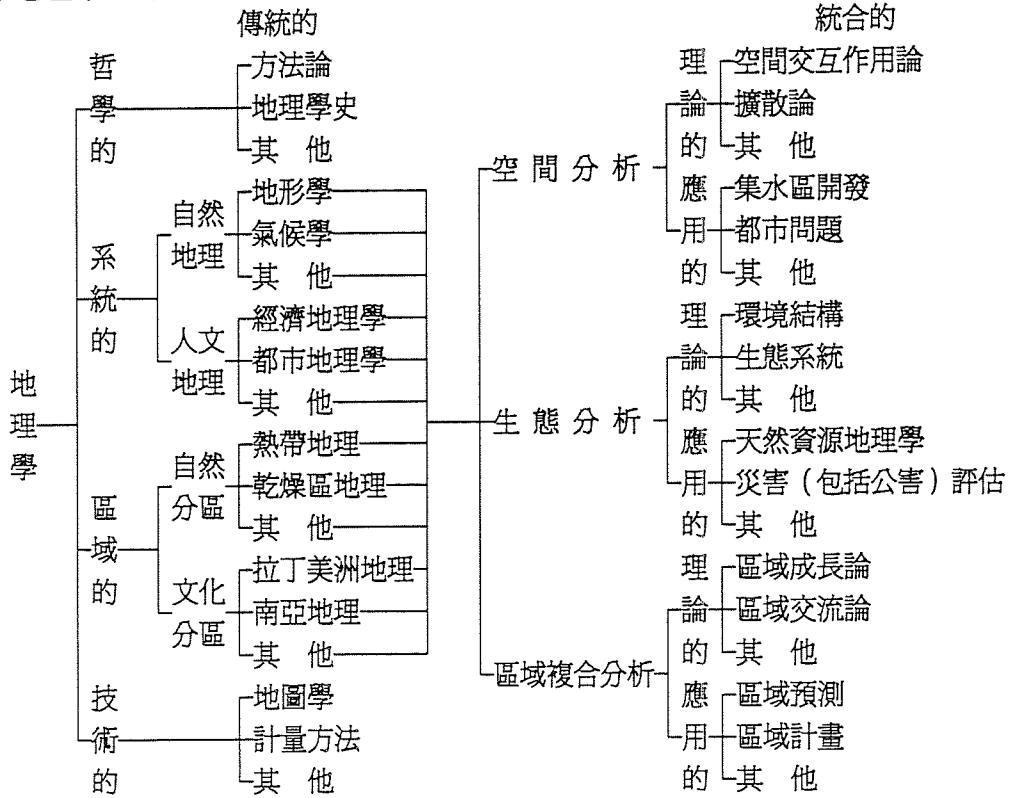 傳統的
統合的
地理學
哲學的
方法論
地理學史
其 他
系統的
自然地理
地形學
氣候學
其 他
人文地理
經濟地理學
都市地理學
其 他
區域的
自然分區
熱帶地理
乾燥區地理
其 他
文化分區
拉丁美洲地理
南亞地理
其 他
技術的
地圖學
計量方法
其 他
空間分析
理論的
空間交互作用論
擴散論
其 他
應用的
集水區開發
都市問題
其 他
生態分析
理論的
環境結構
生態系統
其 他
應用的
天然資源地理學
災害（包括公害）評估
其 他
區域複合分析
理論的
區域成長論
區域交流論
其 他
應用的
區域預測
區域計畫
其 他